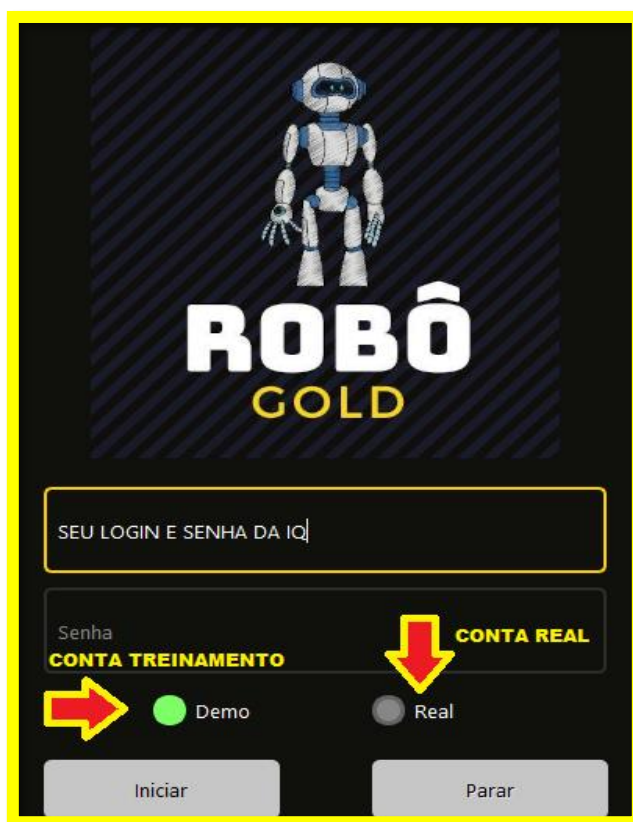 ROBÔ
GOLD
SEU LOGIN E SENHA DA IQ
Senha
CONTA REAL
CONTA TREINAMENTO
Demo
Real
Iniciar
Parar